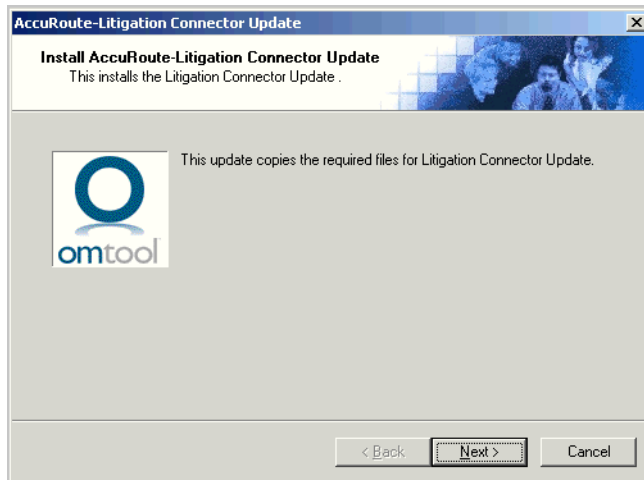 AccuRoute-Litigation Connector Update
Install AccuRoute-Litigation Connector Update
This installs the Litigation Connector Update .
This update copies the required files for Litigation Connector Update.
omtool
< Back
Next >
Cancel